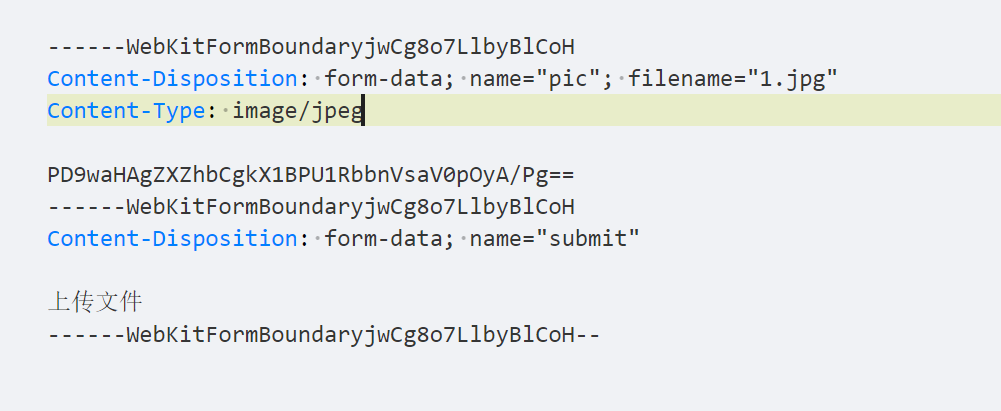 ------WebKitFormBoundaryjwCg8o7LlbyBlCoH
Content-Disposition: form-data; name="pic"; filename="1.jpg"
Content-Type: image/jpeg
PD9waHAgZXZhbCgkX1BPU1RbbnVsaV0pOyA/Pg==
------WebKitFormBoundaryjwCg8o7LlbyBlCoH
Content-Disposition: form-data; name="submit"
上传文件
------WebKitFormBoundaryjwCg8o7LlbyBlCoH--